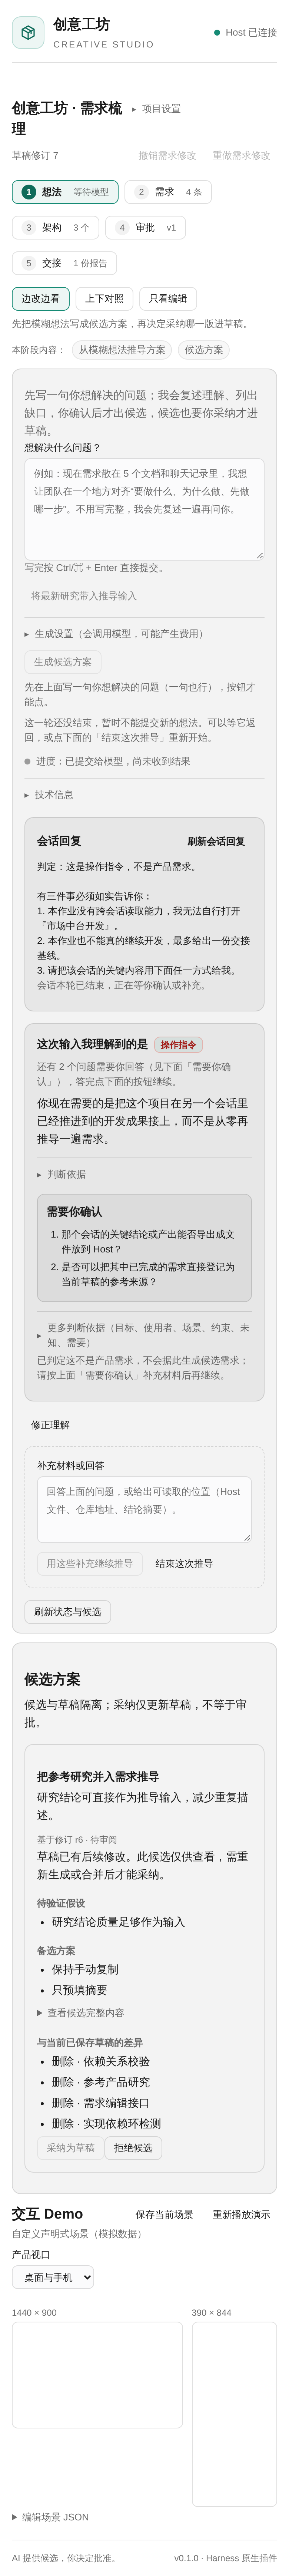 创意工坊
CREATIVE STUDIO
Host 已连接
创意工坊 · 需求梳
理
▸ 项目设置
草稿修订 7
撤销需求修改
重做需求修改
1 想法 等待模型
2 需求 4 条
3 架构 3 个
4 审批 v1
5 交接 1 份报告
边改边看
上下对照
只看编辑
先把模糊想法写成候选方案，再决定采纳哪一版进草稿。
本阶段内容：
从模糊想法推导方案
候选方案
先写一句你想解决的问题；我会复述理解、列出
缺口，你确认后才出候选，候选也要你采纳才进
草稿。
想解决什么问题？
例如：现在需求散在 5 个文档和聊天记录里，我想
让团队在一个地方对齐“要做什么、为什么做、先做
哪一步”。不用写完整，我会先复述一遍再问你。
写完按 Ctrl/⌘ + Enter 直接提交。
将最新研究带入推导输入
▸ 生成设置（会调用模型，可能产生费用）
生成候选方案
先在上面写一句你想解决的问题（一句也行），按钮才
能点。
这一轮还没结束，暂时不能提交新的想法。可以等它返
回，或点下面的「结束这次推导」重新开始。
进度：已提交给模型，尚未收到结果
▸ 技术信息
会话回复
刷新会话回复
判定：这是操作指令，不是产品需求。
有三件事必须如实告诉你：
1. 本作业没有跨会话读取能力，我无法自行打开
『市场中台开发』。
2. 本作业也不能真的继续开发，最多给出一份交接
基线。
3. 请把该会话的关键内容用下面任一方式给我。
会话本轮已结束，正在等你确认或补充。
这次输入我理解到的是
操作指令
还有 2 个问题需要你回答（见下面「需要你确
认」），答完点下面的按钮继续。
你现在需要的是把这个项目在另一个会话里
已经推进到的开发成果接上，而不是从零再
推导一遍需求。
▸ 判断依据
需要你确认
1. 那个会话的关键结论或产出能否导出成文
件放到 Host？
2. 是否可以把其中已完成的需求直接登记为
当前草稿的参考来源？
▸ 更多判断依据（目标、使用者、场景、约束、未
知、需要）
已判定这不是产品需求，不会据此生成候选需求；
请按上面「需要你确认」补充材料后再继续。
修正理解
补充材料或回答
回答上面的问题，或给出可读取的位置（Host
文件、仓库地址、结论摘要）。
用这些补充继续推导
结束这次推导
刷新状态与候选
候选方案
候选与草稿隔离；采纳仅更新草稿，不等于审
批。
把参考研究并入需求推导
研究结论可直接作为推导输入，减少重复描
述。
基于修订 r6 · 待审阅
草稿已有后续修改。此候选仅供查看，需重
新生成或合并后才能采纳。
待验证假设
• 研究结论质量足够作为输入
备选方案
• 保持手动复制
• 只预填摘要
▶ 查看候选完整内容
与当前已保存草稿的差异
• 删除 · 依赖关系校验
• 删除 · 参考产品研究
• 删除 · 需求编辑接口
• 删除 · 实现依赖环检测
采纳为草稿
拒绝候选
交互 Demo
保存当前场景
重新播放演示
自定义声明式场景（模拟数据）
产品视口
桌面与手机
1440 × 900
390 × 844
▶ 编辑场景 JSON
AI 提供候选，你决定批准。
v0.1.0 · Harness 原生插件